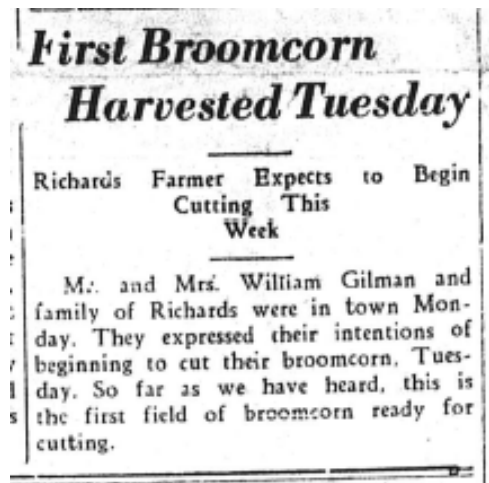 First Broomcorn
Harvested Tuesday
Richards Farmer Expects to Begin
Cutting This
Week
Mr. and Mrs. William Gilman and
family of Richards were in town Mon-
day. They expressed their intentions of
beginning to cut their broomcorn, Tues-
day. So far as we have heard, this is
the first field of broomcorn ready for
cutting.